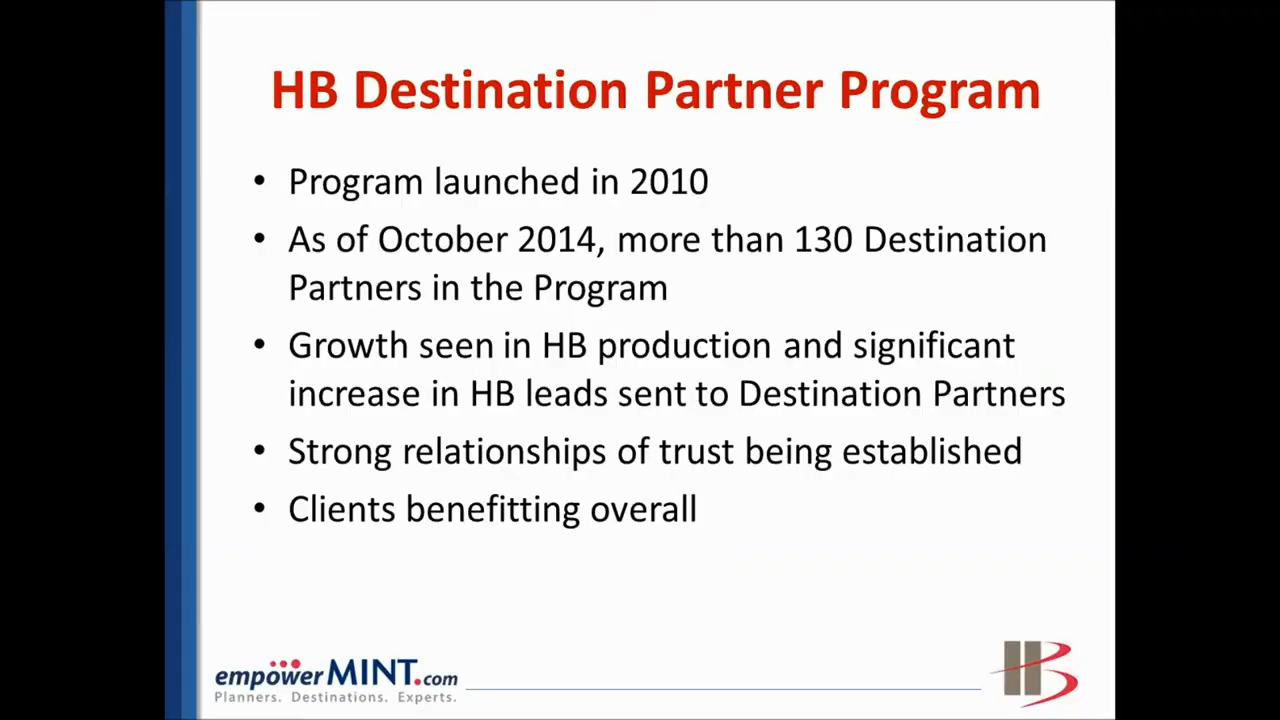 HB Destination Partner Program
• Program launched in 2010
• As of October 2014, more than 130 Destination
Partners in the Program
• Growth seen in HB production and significant
increase in HB leads sent to Destination Partners
• Strong relationships of trust being established
• Clients benefitting overall
empowerMINT.com
Planners. Destinations. Experts.
HB